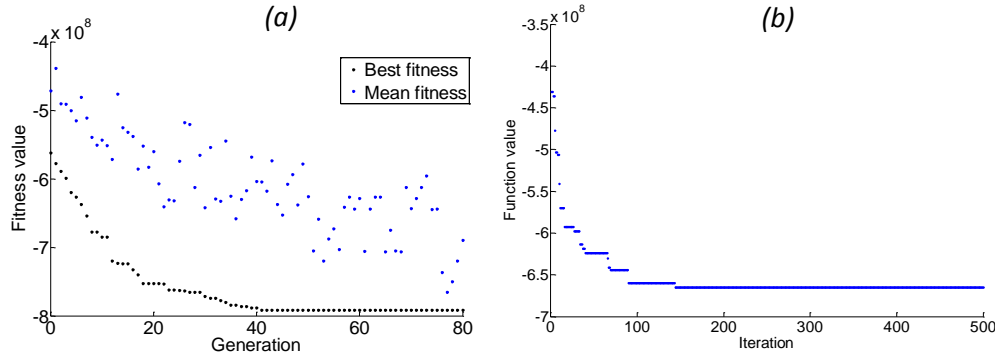 (a)
× 10^8
-4
-5
-6
-7
-8
0 20 40 60 80
Fitness value
Generation
Best fitness
Mean fitness
(b)
x 10^8
-3.5
-4
-4.5
-5
-5.5
-6
-6.5
-7
0 100 200 300 400 500
Function value
Iteration